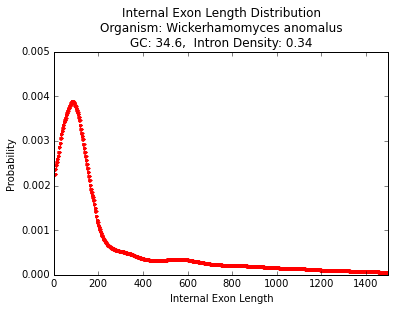 Internal Exon Length Distribution
Organism: Wickerhamomyces anomalus
GC: 34.6,  Intron Density: 0.34
0.005
0.004
0.003
0.002
0.001
0.000
Probability
0 200 400 600 800 1000 1200 1400
Internal Exon Length